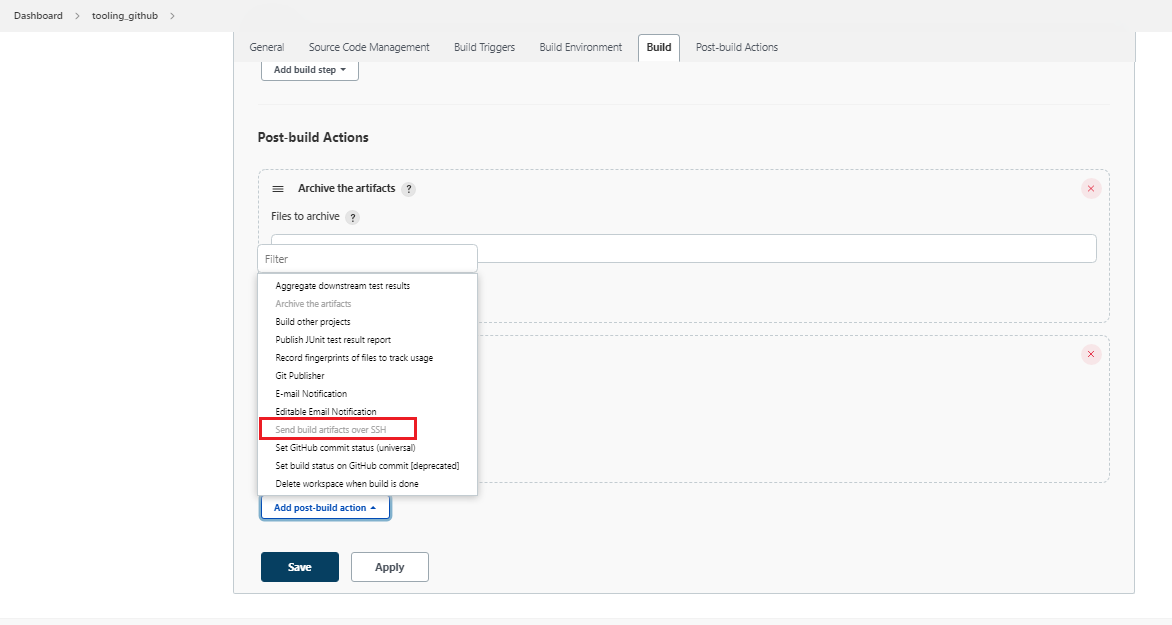 Dashboard > tooling_github >
General Source Code Management Build Triggers Build Environment Build Post-build Actions
Add build step
Post-build Actions
Archive the artifacts ?
Files to archive ?
Filter
Aggregate downstream test results
Archive the artifacts
Build other projects
Publish JUnit test result report
Record fingerprints of files to track usage
Git Publisher
E-mail Notification
Editable Email Notification
Send build artifacts over SSH
Set GitHub commit status (universal)
Set build status on GitHub commit [deprecated]
Delete workspace when build is done
Add post-build action
Save Apply